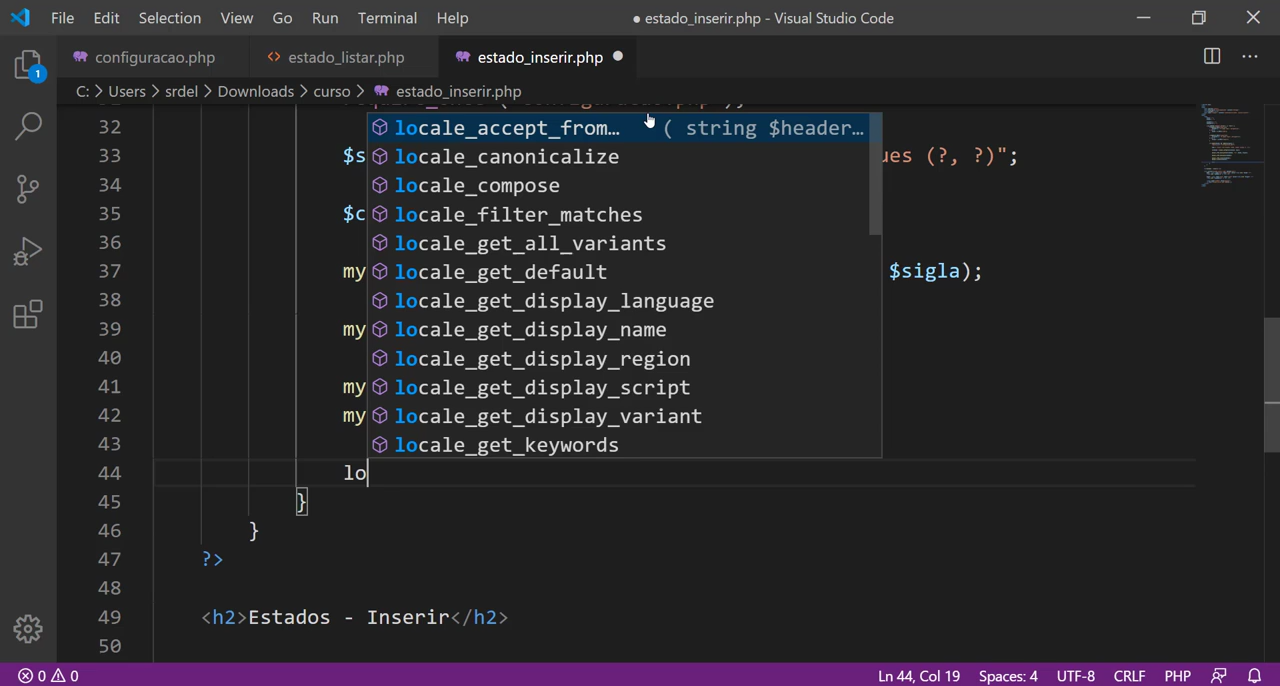 File Edit Selection View Go Run Terminal Help
● estado_inserir.php - Visual Studio Code
configuracao.php
<> estado_listar.php
estado_inserir.php ●
C: > Users > srdel > Downloads > curso > estado_inserir.php
1
32
locale_accept_from… ( string $header…
33 $s locale_canonicalize ues (?, ?)";
34 locale_compose
35 $c locale_filter_matches
36 locale_get_all_variants
37 my locale_get_default $sigla);
38 locale_get_display_language
39 my locale_get_display_name
40 locale_get_display_region
41 my locale_get_display_script
42 my locale_get_display_variant
43 locale_get_keywords
44 lo
45 }
46 }
47 ?>
48
49 <h2>Estados - Inserir</h2>
50
0 0 Ln 44, Col 19 Spaces: 4 UTF-8 CRLF PHP